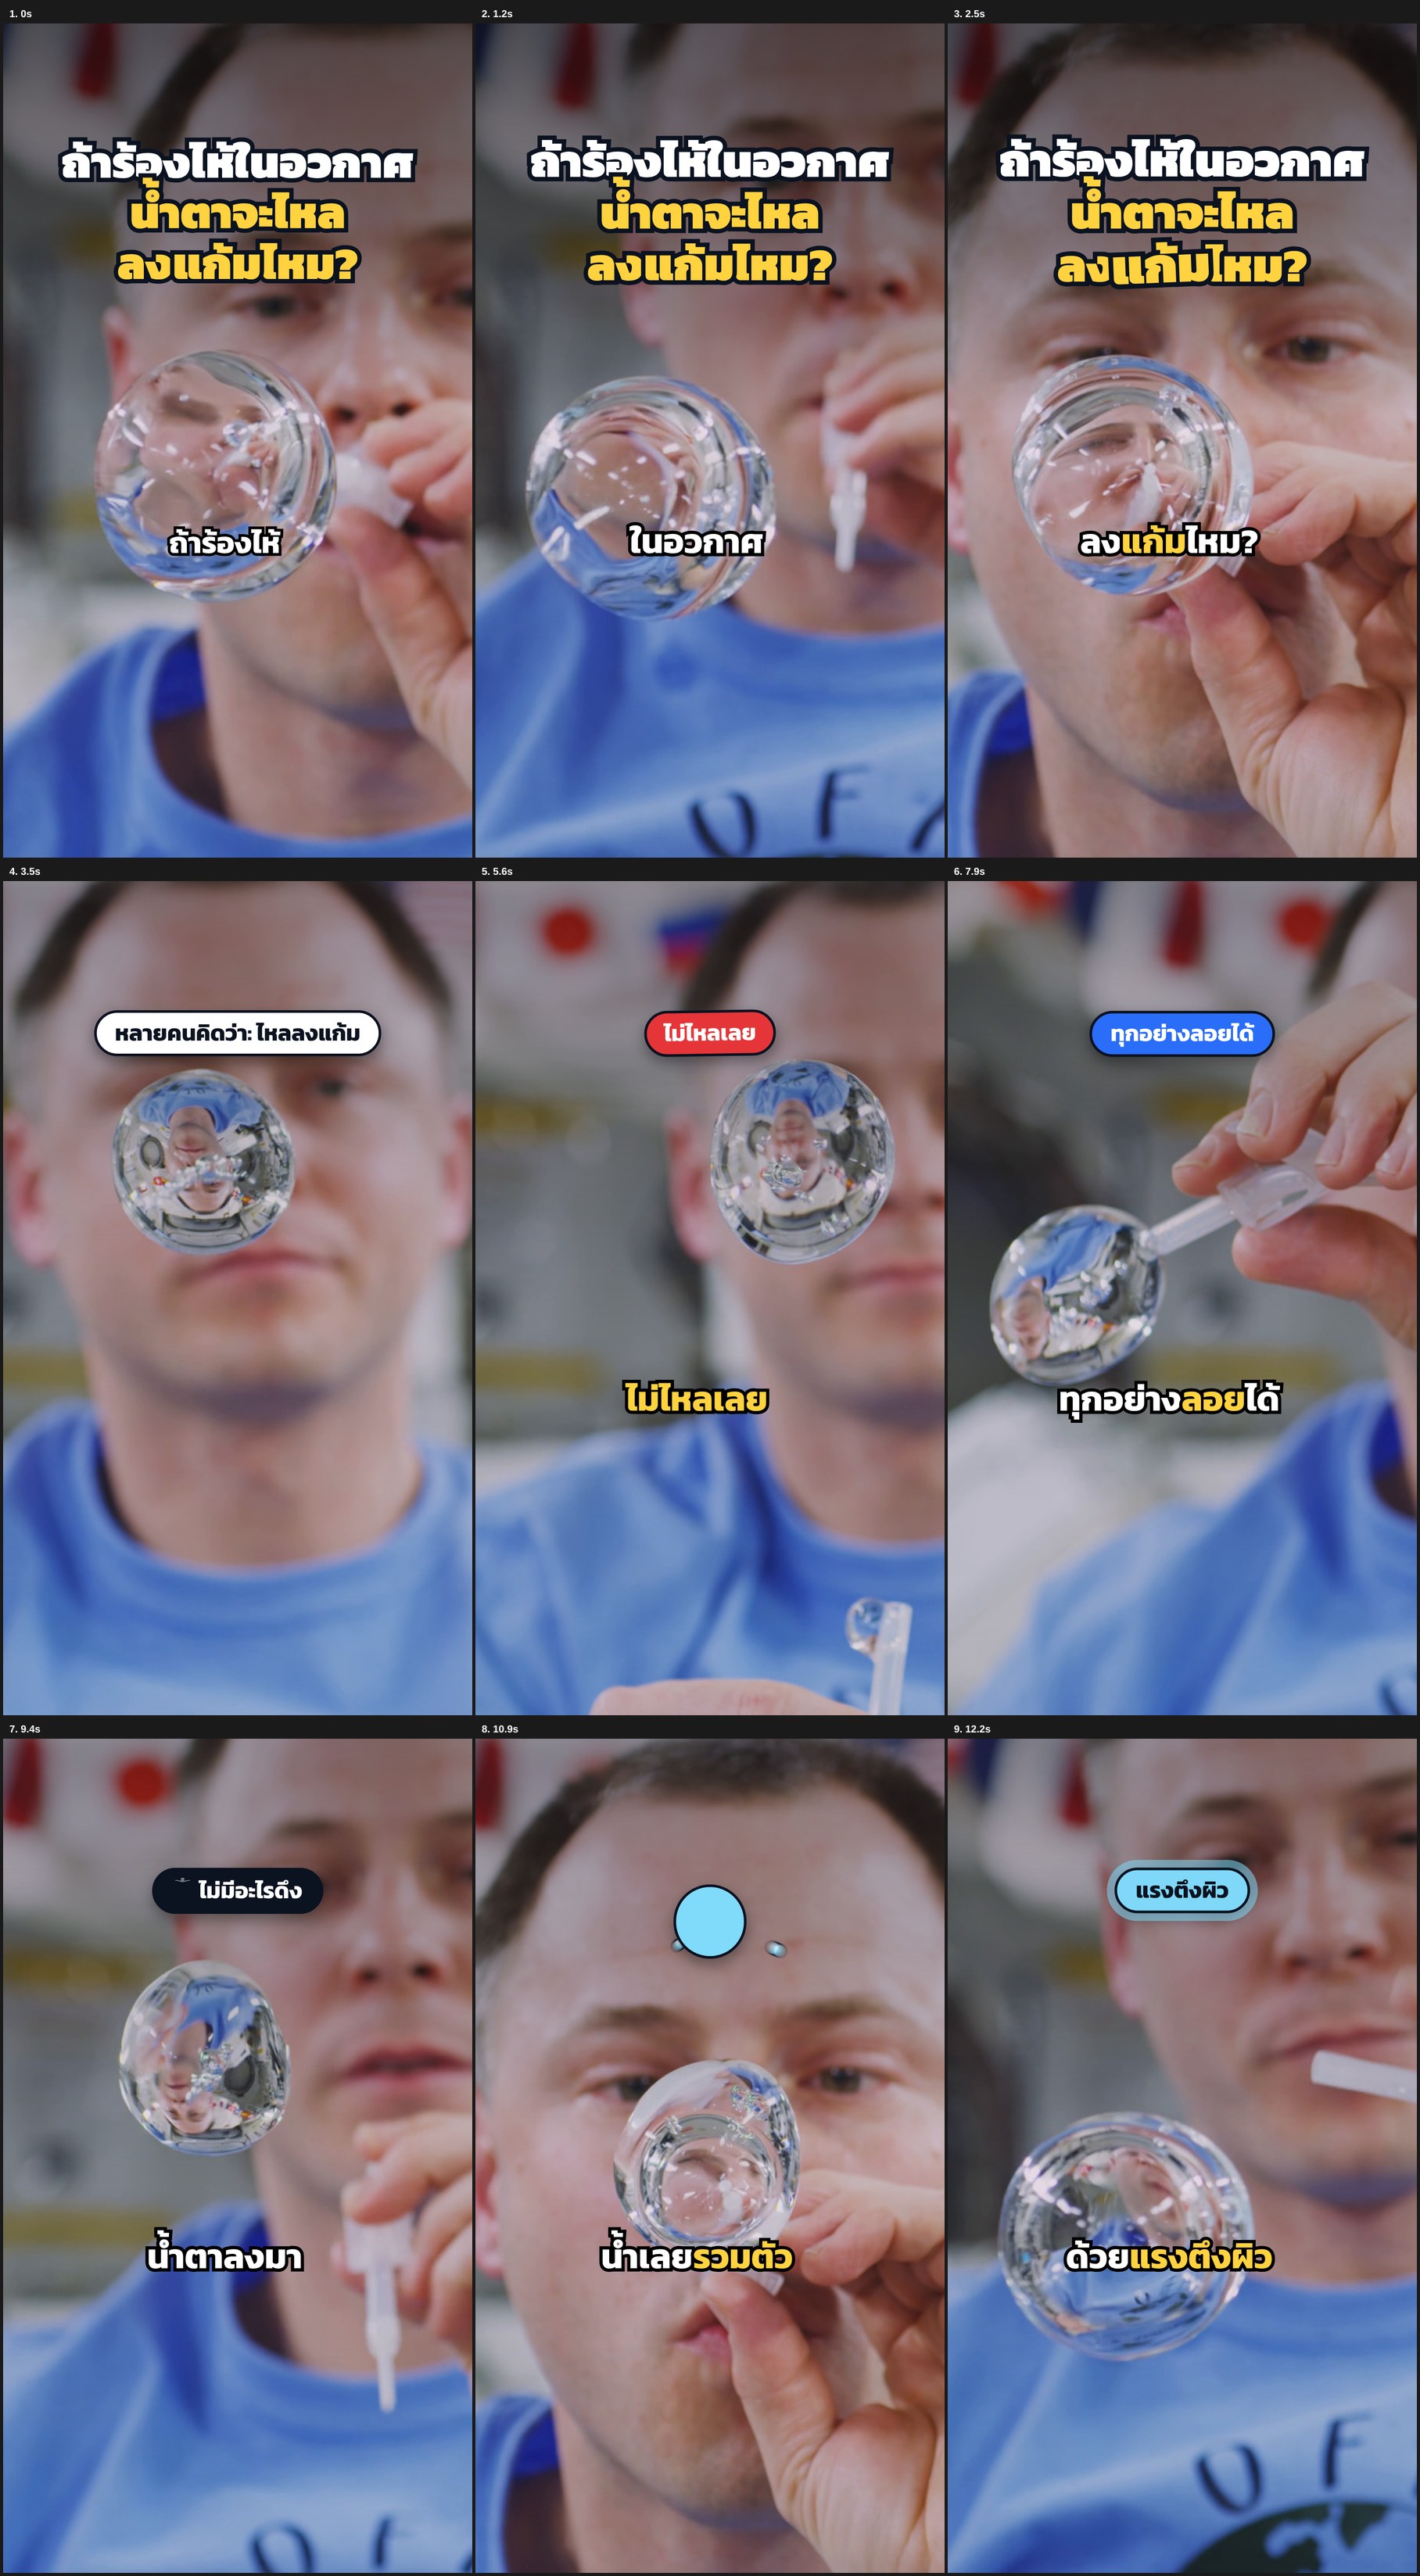 1. 0s
ถ้าร้องไห้ในอวกาศ
น้ำตาจะไหล
ลงแก้มไหม?
ถ้าร้องไห้
2. 1.2s
ถ้าร้องไห้ในอวกาศ
น้ำตาจะไหล
ลงแก้มไหม?
ในอวกาศ
U F
3. 2.5s
ถ้าร้องไห้ในอวกาศ
น้ำตาจะไหล
ลงแก้มไหม?
ลงแก้มไหม?
4. 3.5s
หลายคนคิดว่า: ไหลลงแก้ม
5. 5.6s
ไม่ไหลเลย
ไม่ไหลเลย
6. 7.9s
ทุกอย่างลอยได้
ทุกอย่างลอยได้
7. 9.4s
ไม่มีอะไรดึง
น้ำตาลงมา
8. 10.9s
น้ำเลยรวมตัว
9. 12.2s
แรงตึงผิว
ด้วยแรงตึงผิว
U F